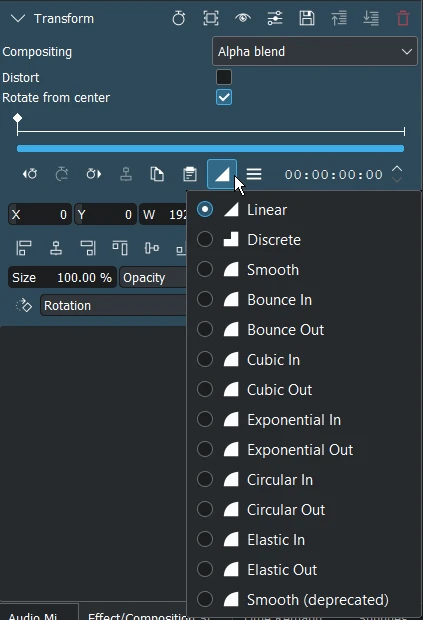 Transform
Compositing Alpha blend
Distort
Rotate from center
00:00:00:00
X 0 Y 0 W 192
Linear
Discrete
Size 100.00 % Opacity
Smooth
Rotation
Bounce In
Bounce Out
Cubic In
Cubic Out
Exponential In
Exponential Out
Circular In
Circular Out
Elastic In
Elastic Out
Smooth (deprecated)
Audio Mi... Effect/Composition